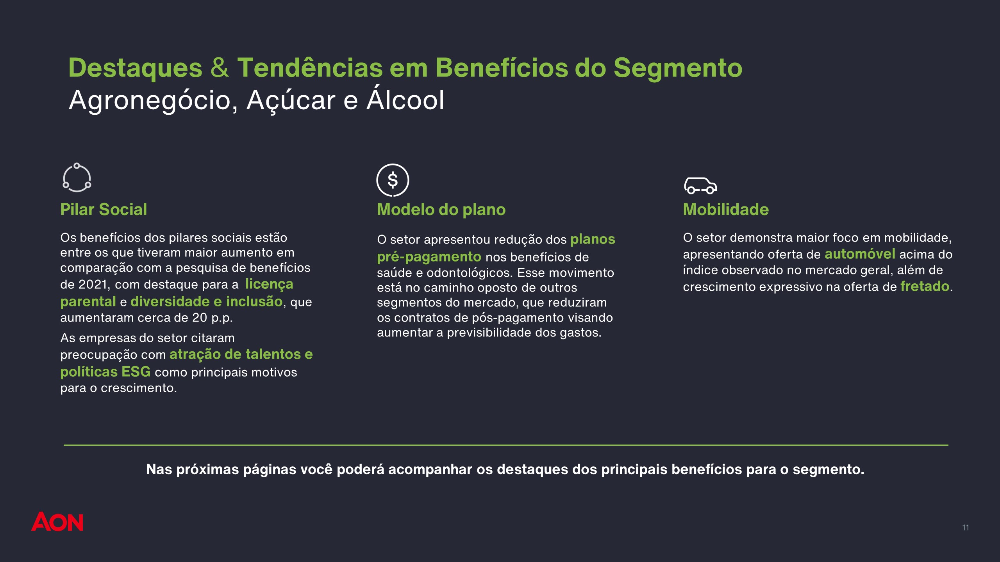 Destaques & Tendências em Benefícios do Segmento
Agronegócio, Açúcar e Álcool
Pilar Social
Os benefícios dos pilares sociais estão
entre os que tiveram maior aumento em
comparação com a pesquisa de benefícios
de 2021, com destaque para a licença
parental e diversidade e inclusão, que
aumentaram cerca de 20 p.p.
As empresas do setor citaram
preocupação com atração de talentos e
políticas ESG como principais motivos
para o crescimento.
$
Modelo do plano
O setor apresentou redução dos planos
pré-pagamento nos benefícios de
saúde e odontológicos. Esse movimento
está no caminho oposto de outros
segmentos do mercado, que reduziram
os contratos de pós-pagamento visando
aumentar a previsibilidade dos gastos.
Mobilidade
O setor demonstra maior foco em mobilidade,
apresentando oferta de automóvel acima do
índice observado no mercado geral, além de
crescimento expressivo na oferta de fretado.
Nas próximas páginas você poderá acompanhar os destaques dos principais benefícios para o segmento.
AON
11